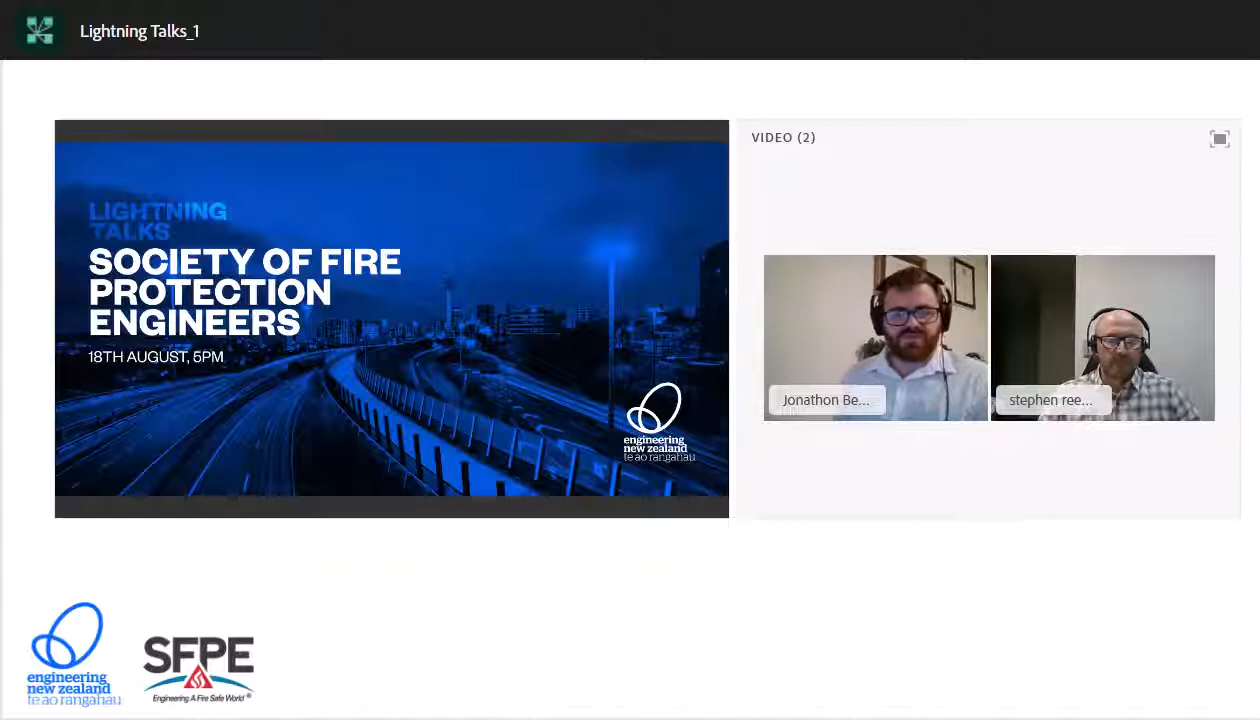 Lightning Talks_1
LIGHTNING
TALKS
SOCIETY OF FIRE
PROTECTION
ENGINEERS
18TH AUGUST, 5PM
engineering
new zealand
te ao rangahau
VIDEO (2)
Jonathon Be...
stephen ree...
engineering
new zealand
te ao rangahau
SFPE
Engineering A Fire Safe World ®